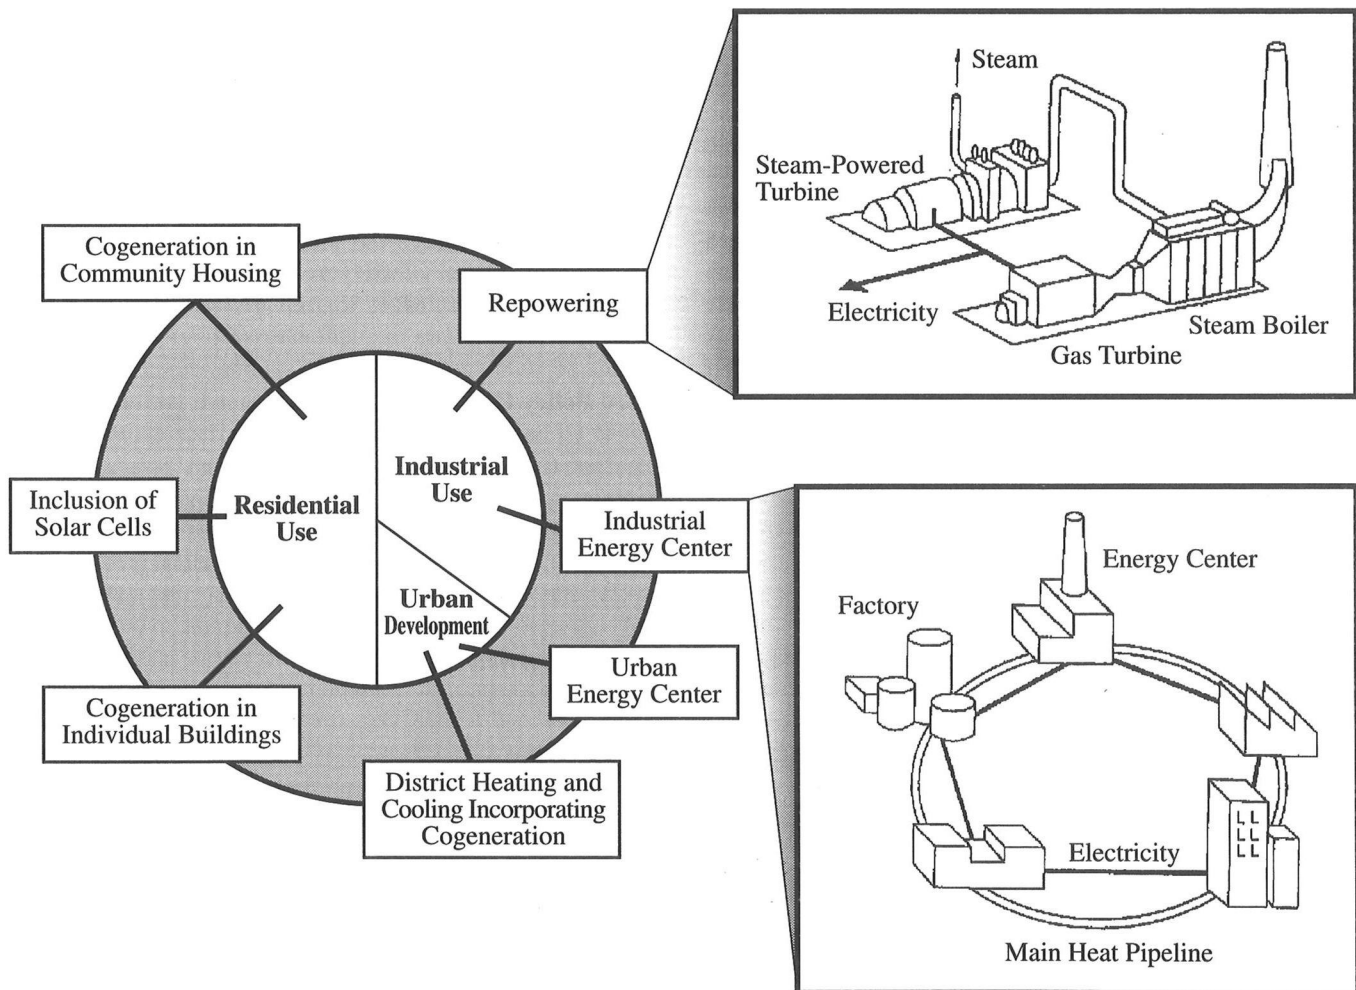 Cogeneration in
Community Housing
Repowering
Inclusion of
Solar Cells
Residential
Use
Industrial
Use
Industrial
Energy Center
Urban
Development
Urban
Energy Center
Cogeneration in
Individual Buildings
District Heating and
Cooling Incorporating
Cogeneration
Steam
Steam-Powered
Turbine
Electricity
Steam Boiler
Gas Turbine
Energy Center
Factory
Electricity
Main Heat Pipeline